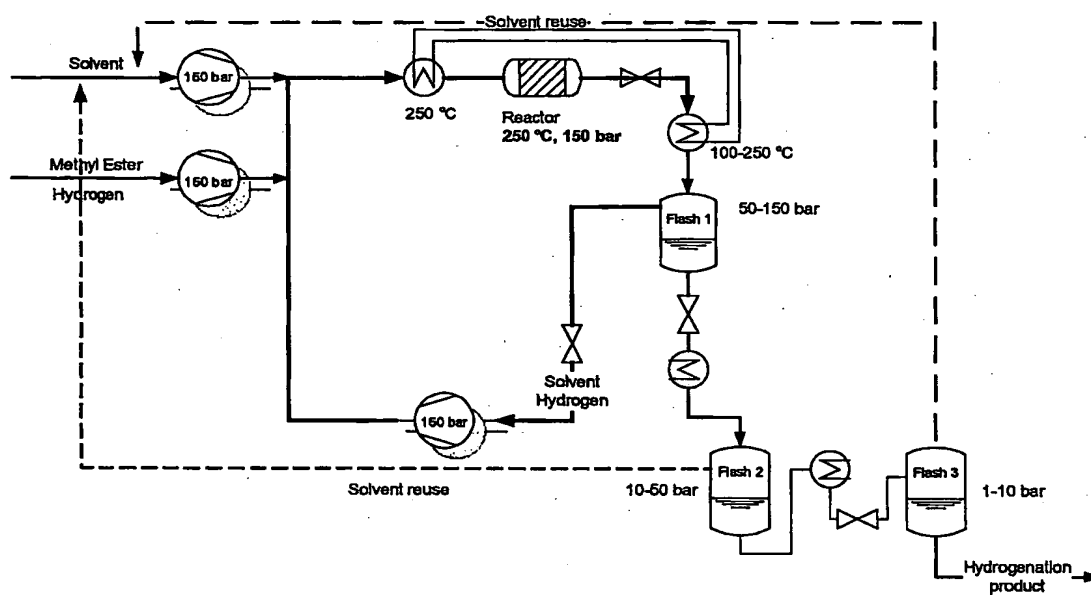 Solvent reuse
Solvent
150 bar
250 °C
Reactor
250 °C, 150 bar
100-250 °C
Methyl Ester
Hydrogen
150 bar
Flash 1
50-150 bar
Solvent
Hydrogen
150 bar
Solvent reuse
Flash 2
10-50 bar
Flash 3
1-10 bar
Hydrogenation
product